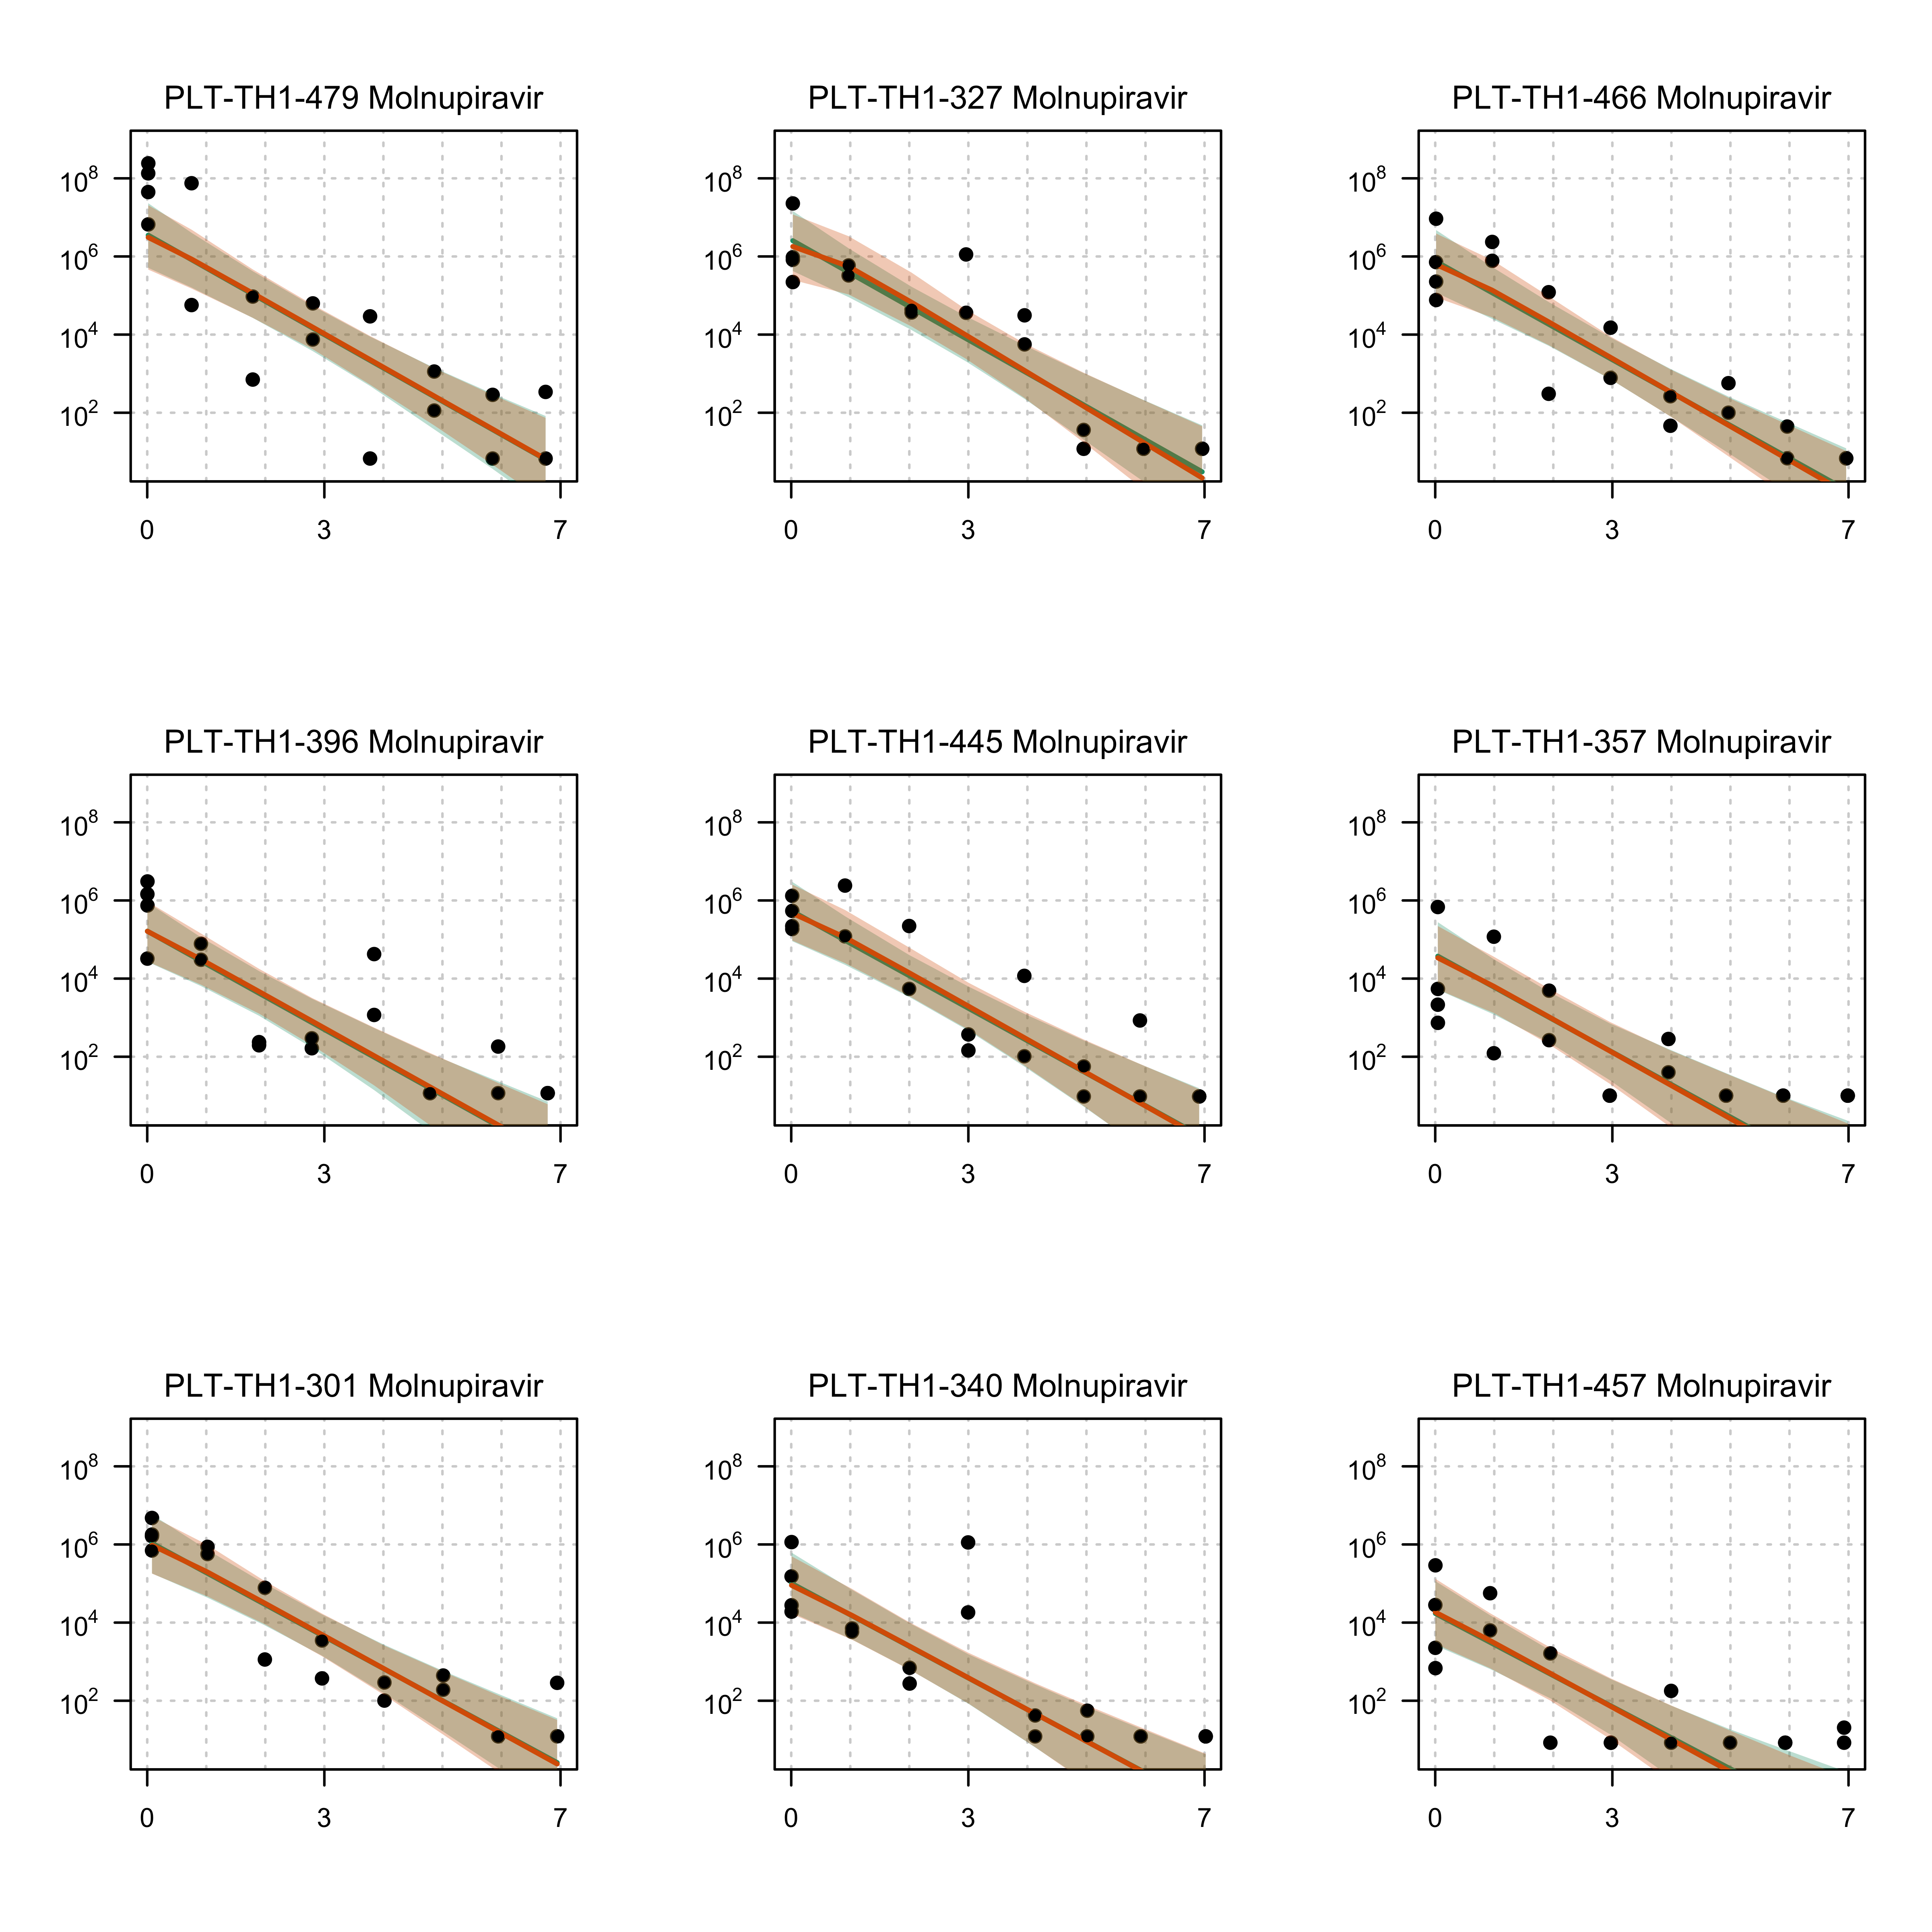 PLT-TH1-479 Molnupiravir PLT-TH1-327 Molnupiravir PLT-TH1-466 Molnupiravir
10^8 10^8 10^8
10^6 10^6 10^6
10^4 10^4 10^4
10^2 10^2 10^2
0 3 7 0 3 7 0 3 7
PLT-TH1-396 Molnupiravir PLT-TH1-445 Molnupiravir PLT-TH1-357 Molnupiravir
10^8 10^8 10^8
10^6 10^6 10^6
10^4 10^4 10^4
10^2 10^2 10^2
0 3 7 0 3 7 0 3 7
PLT-TH1-301 Molnupiravir PLT-TH1-340 Molnupiravir PLT-TH1-457 Molnupiravir
10^8 10^8 10^8
10^6 10^6 10^6
10^4 10^4 10^4
10^2 10^2 10^2
0 3 7 0 3 7 0 3 7